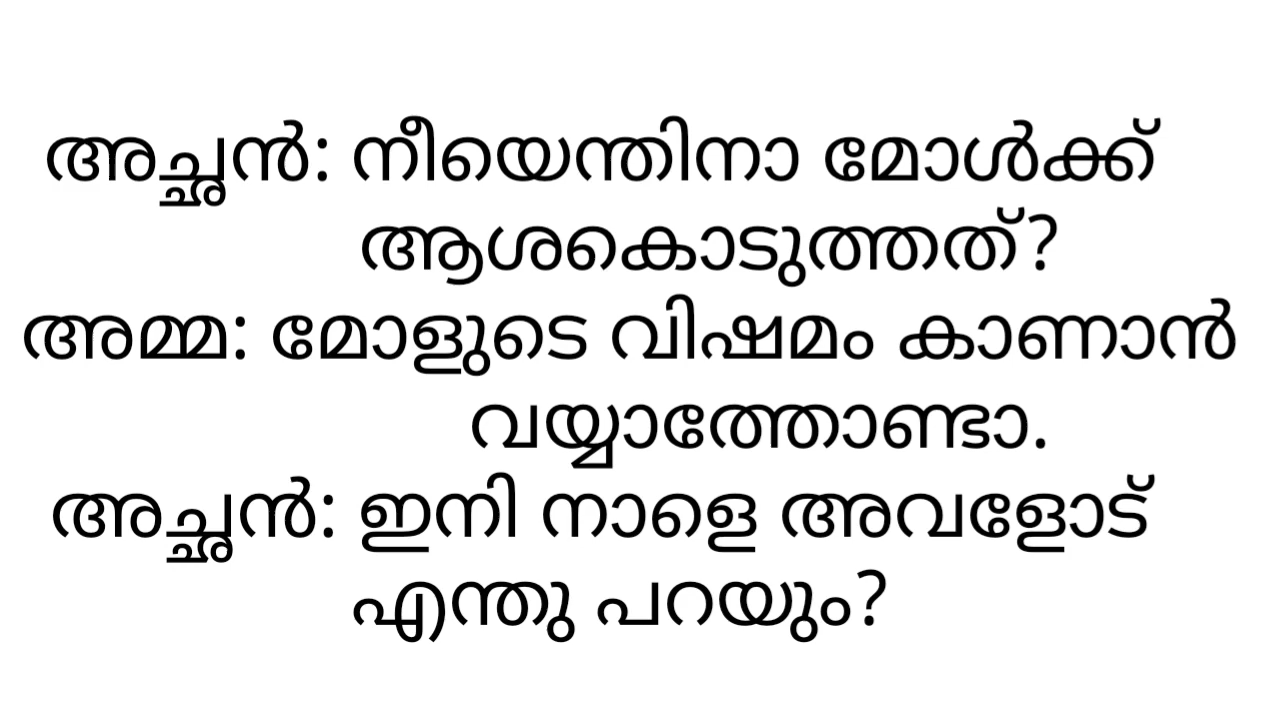 അച്ഛൻ: നീയെന്തിനാ മോൾക്ക്
ആശകൊടുത്തത്?
അമ്മ: മോളുടെ വിഷമം കാണാൻ
വയ്യാത്തോണ്ടാ.
അച്ഛൻ: ഇനി നാളെ അവളോട്
എന്തു പറയും?